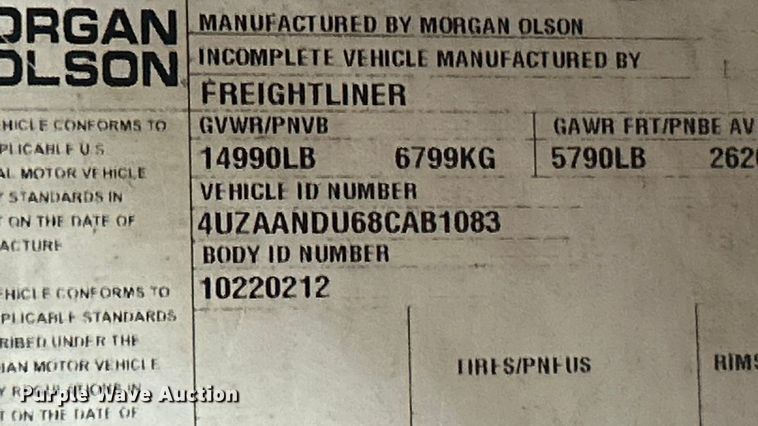 ORGAN
OLSON
MANUFACTURED BY MORGAN OLSON
INCOMPLETE VEHICLE MANUFACTURED BY
FREIGHTLINER
GVWR/PNVB
GAWR FRT/PNBE AV
14990LB 6799KG
5790LB 262
VEHICLE ID NUMBER
4UZAANDU68CAB1083
BODY ID NUMBER
10220212
HICLE CONFORMS TO
PLICABLE U.S.
AL MOTOR VEHICLE
Y STANDARDS IN
T ON THE DATE OF
ACTURE
HICLE CONFORMS TO
PLICABLE STANDARDS
RIBED UNDER THE
IAN MOTOR VEHICLE
Y REGULATIONS IN
T ON THE DATE OF
TIRES/PNEUS
RIMS
Purple Wave Auction